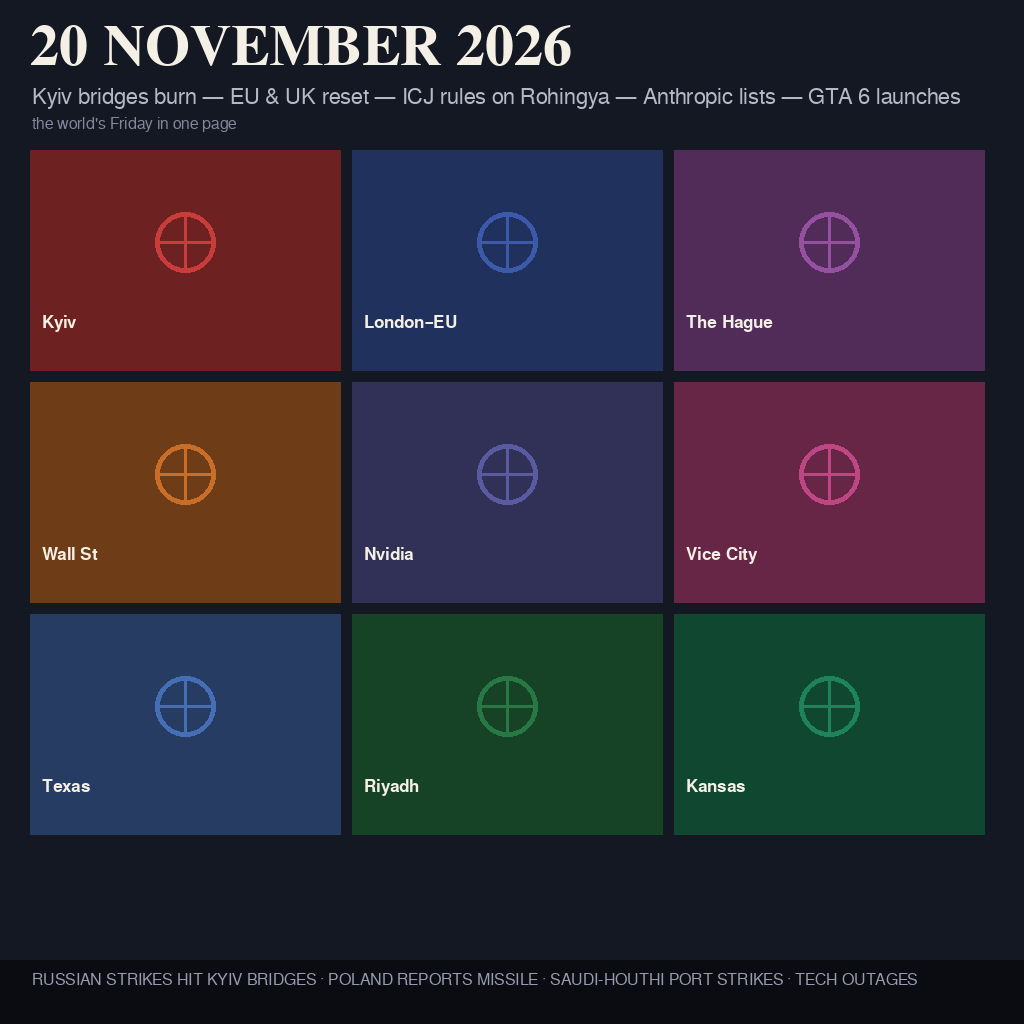 20 NOVEMBER 2026
Kyiv bridges burn — EU & UK reset — ICJ rules on Rohingya — Anthropic lists — GTA 6 launches
the world's Friday in one page
Kyiv
London–EU
The Hague
Wall St
Nvidia
Vice City
Texas
Riyadh
Kansas
RUSSIAN STRIKES HIT KYIV BRIDGES · POLAND REPORTS MISSILE · SAUDI-HOUTHI PORT STRIKES · TECH OUTAGES